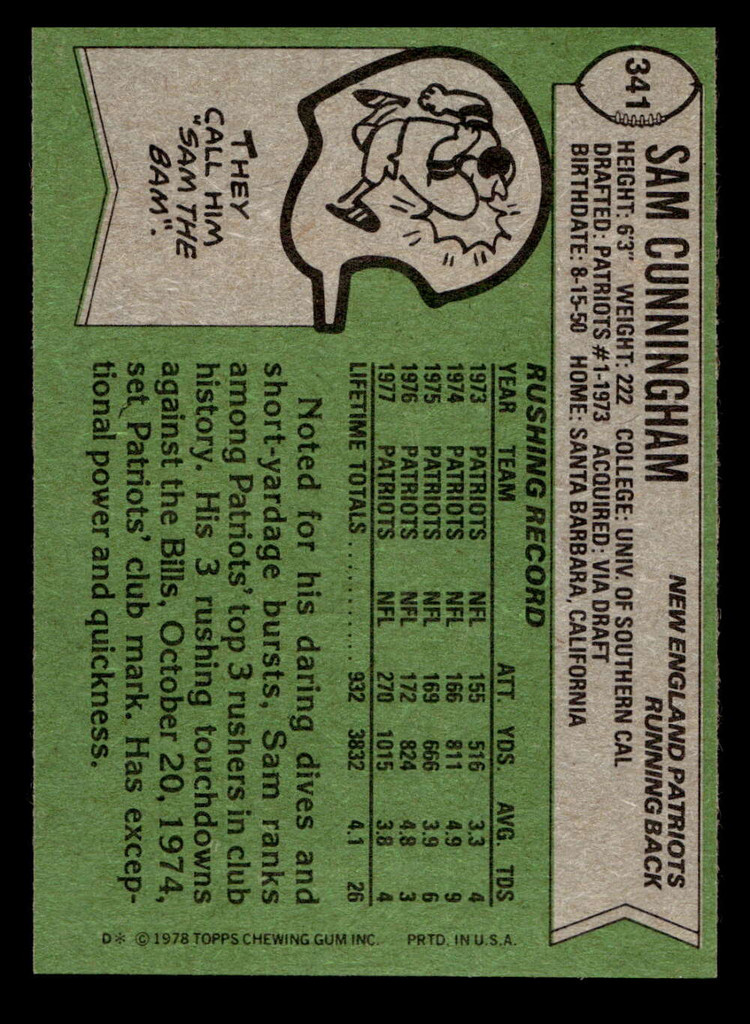 341
SAM CUNNINGHAM
NEW ENGLAND PATRIOTS
RUNNING BACK
HEIGHT: 6'3" WEIGHT: 222 COLLEGE: UNIV. OF SOUTHERN CAL
DRAFTED: PATRIOTS #1-1973 ACQUIRED: VIA DRAFT
BIRTHDATE: 8-15-50 HOME: SANTA BARBARA, CALIFORNIA
THEY
CALL HIM
"SAM THE
BAM".
RUSHING RECORD
YEAR TEAM ATT. YDS. AVG. TDS
1973 PATRIOTS NFL 155 516 3.3 4
1974 PATRIOTS NFL 166 811 4.9 9
1975 PATRIOTS NFL 169 666 3.9 6
1976 PATRIOTS NFL 172 824 4.8 3
1977 PATRIOTS NFL 270 1015 3.8 4
LIFETIME TOTALS .............. 932 3832 4.1 26
Noted for his daring dives and
short-yardage bursts, Sam ranks
among Patriots' top 3 rushers in club
history. His 3 rushing touchdowns
against the Bills, October 20, 1974,
set Patriots' club mark. Has excep-
tional power and quickness.
D* © 1978 TOPPS CHEWING GUM INC. PRTD. IN U.S.A.